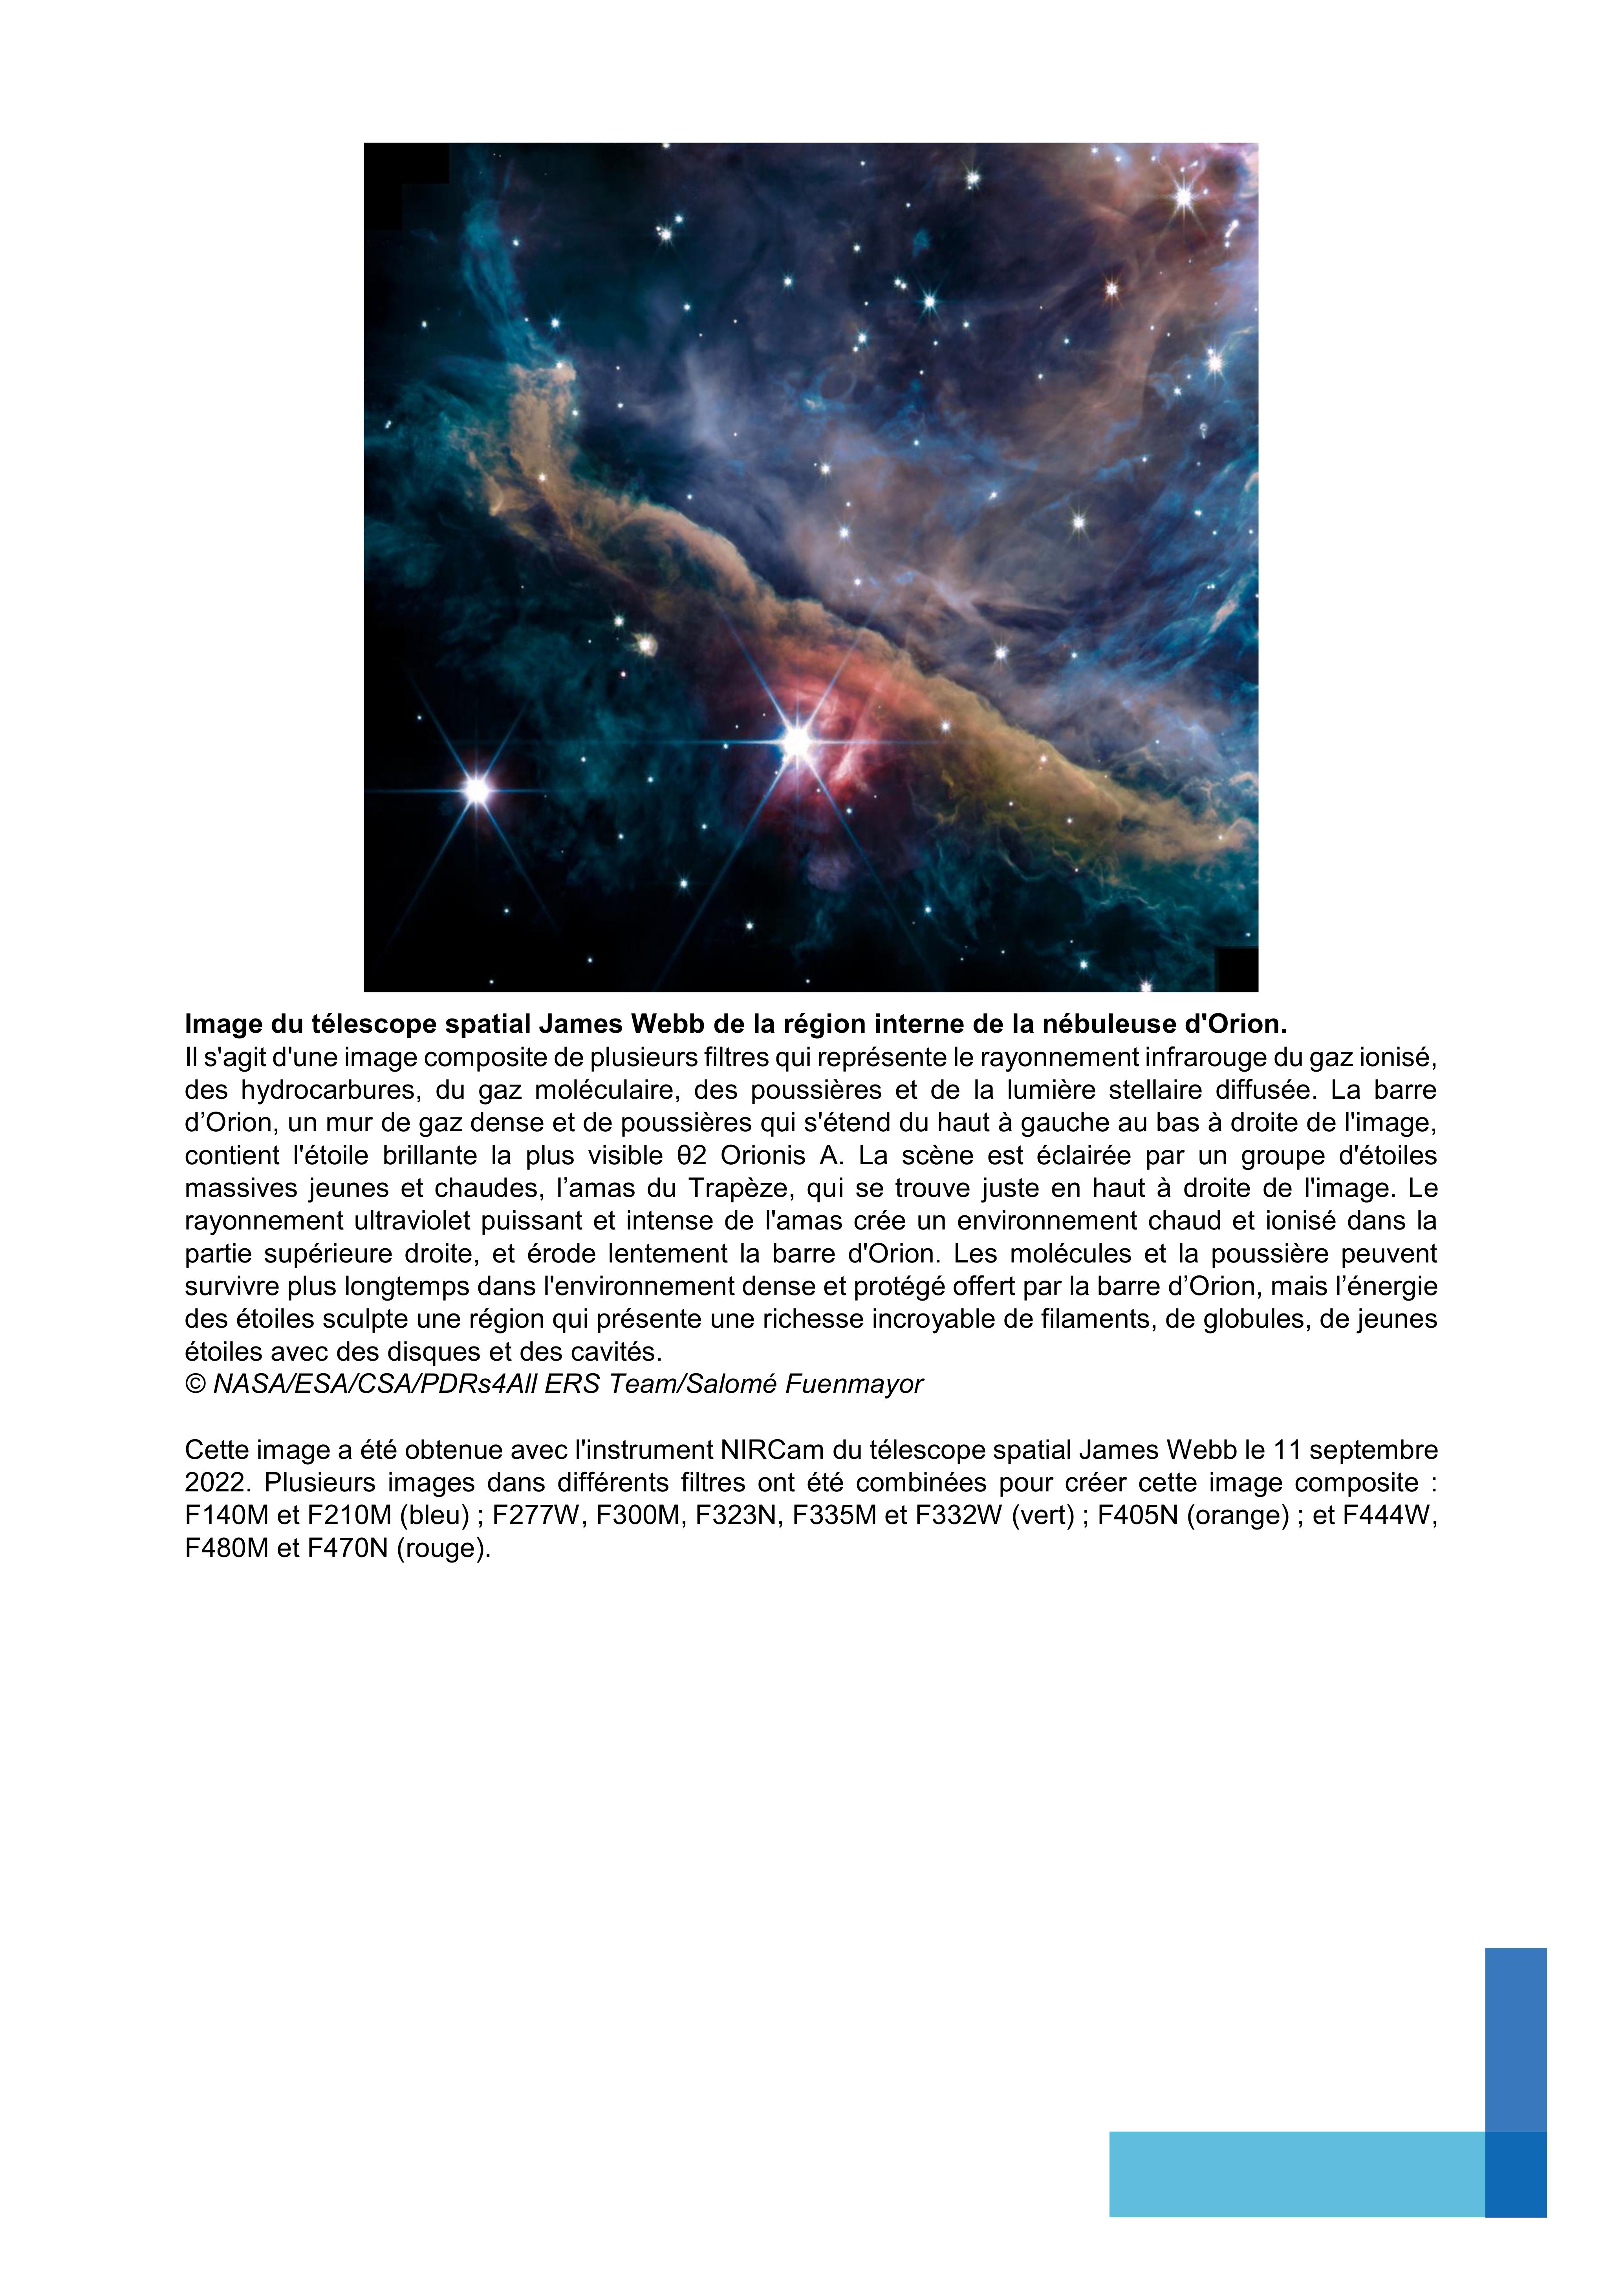 Image du télescope spatial James Webb de la région interne de la nébuleuse d'Orion.
Il s'agit d'une image composite de plusieurs filtres qui représente le rayonnement infrarouge du gaz ionisé,
des hydrocarbures, du gaz moléculaire, des poussières et de la lumière stellaire diffusée. La barre
d’Orion, un mur de gaz dense et de poussières qui s'étend du haut à gauche au bas à droite de l'image,
contient l'étoile brillante la plus visible θ2 Orionis A. La scène est éclairée par un groupe d'étoiles
massives jeunes et chaudes, l’amas du Trapèze, qui se trouve juste en haut à droite de l'image. Le
rayonnement ultraviolet puissant et intense de l'amas crée un environnement chaud et ionisé dans la
partie supérieure droite, et érode lentement la barre d'Orion. Les molécules et la poussière peuvent
survivre plus longtemps dans l'environnement dense et protégé offert par la barre d’Orion, mais l’énergie
des étoiles sculpte une région qui présente une richesse incroyable de filaments, de globules, de jeunes
étoiles avec des disques et des cavités.
© NASA/ESA/CSA/PDRs4All ERS Team/Salomé Fuenmayor
Cette image a été obtenue avec l'instrument NIRCam du télescope spatial James Webb le 11 septembre
2022. Plusieurs images dans différents filtres ont été combinées pour créer cette image composite :
F140M et F210M (bleu) ; F277W, F300M, F323N, F335M et F332W (vert) ; F405N (orange) ; et F444W,
F480M et F470N (rouge).